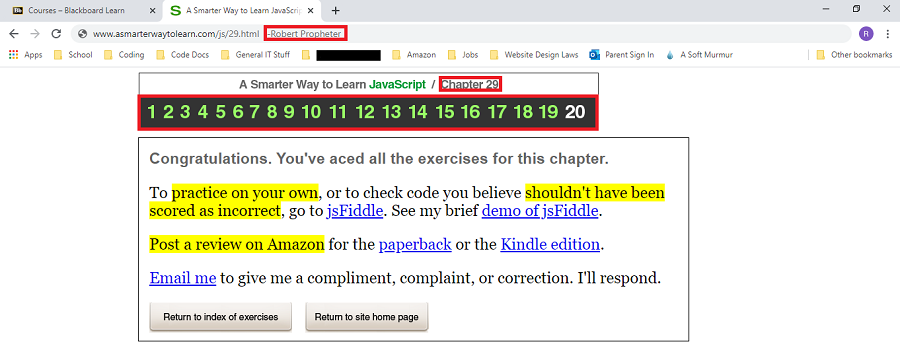 Courses – Blackboard Learn
A Smarter Way to Learn JavaScrip
www.asmarterwaytolearn.com/js/29.html -Robert Propheter
R
Apps School Coding Code Docs General IT Stuff Amazon Jobs Website Design Laws Parent Sign In A Soft Murmur Other bookmarks
A Smarter Way to Learn JavaScript / Chapter 29
1 2 3 4 5 6 7 8 9 10 11 12 13 14 15 16 17 18 19 20
Congratulations. You've aced all the exercises for this chapter.
To practice on your own, or to check code you believe shouldn't have been
scored as incorrect, go to jsFiddle. See my brief demo of jsFiddle.
Post a review on Amazon for the paperback or the Kindle edition.
Email me to give me a compliment, complaint, or correction. I'll respond.
Return to index of exercises
Return to site home page